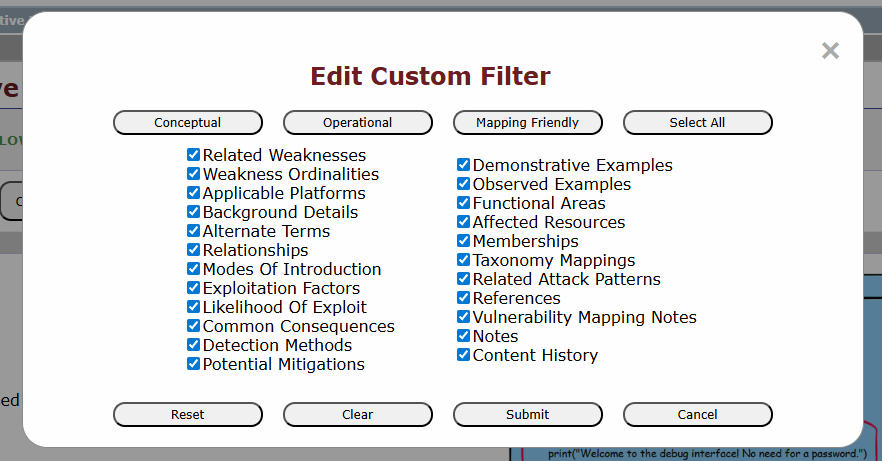 tive
Edit Custom Filter
×
Conceptual
Operational
Mapping Friendly
Select All
Related Weaknesses
Weakness Ordinalities
Applicable Platforms
Background Details
Alternate Terms
Relationships
Modes Of Introduction
Exploitation Factors
Likelihood Of Exploit
Common Consequences
Detection Methods
Potential Mitigations
Demonstrative Examples
Observed Examples
Functional Areas
Affected Resources
Memberships
Taxonomy Mappings
Related Attack Patterns
References
Vulnerability Mapping Notes
Notes
Content History
Reset
Clear
Submit
Cancel
ed
print("Welcome to the debug interface! No need for a password.")